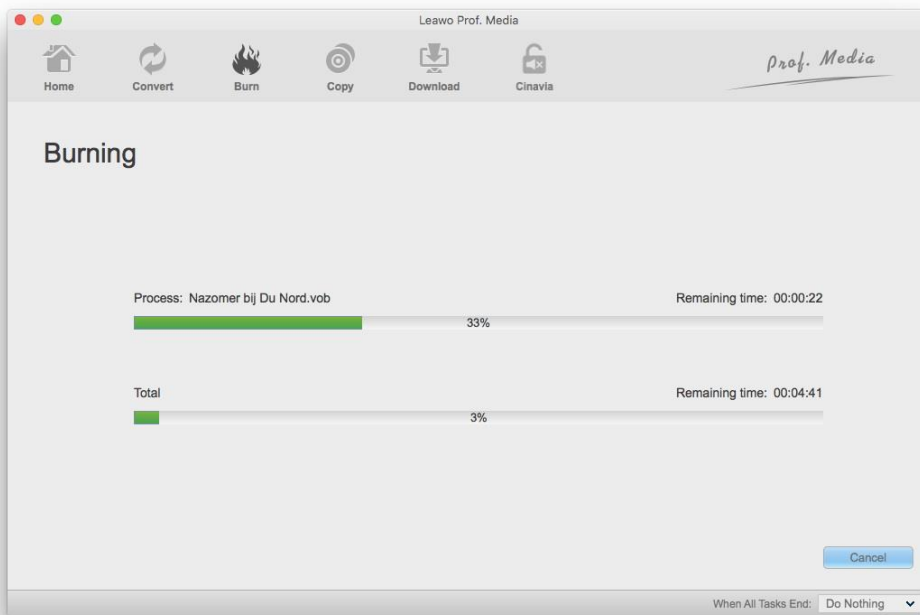 Leawo Prof. Media
Home Convert Burn Copy Download Cinavia
Prof. Media
Burning
Process: Nazomer bij Du Nord.vob Remaining time: 00:00:22
33%
Total Remaining time: 00:04:41
3%
Cancel
When All Tasks End: Do Nothing